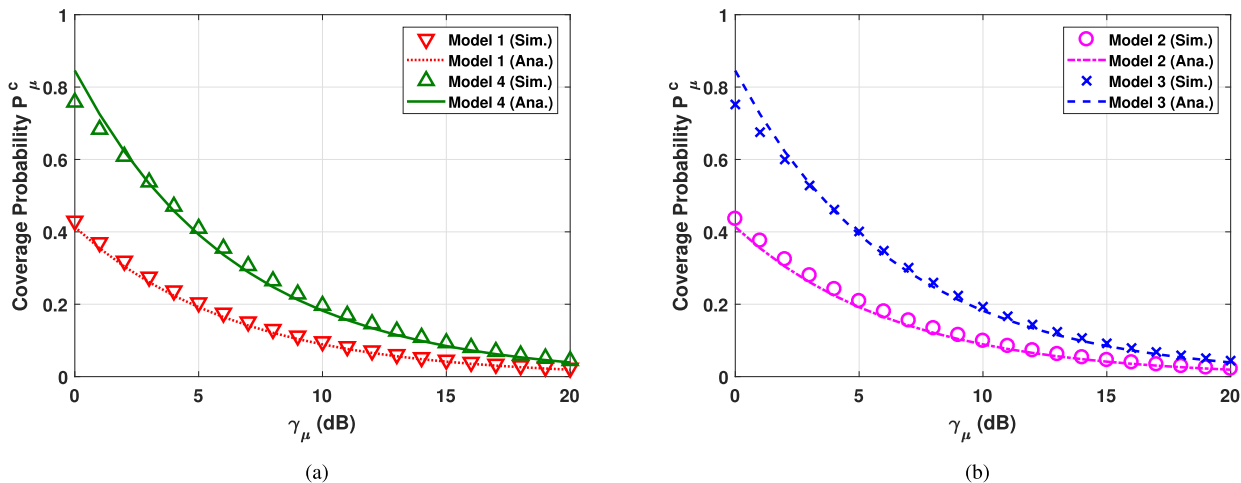 1
0.8
0.6
0.4
0.2
0
0 5 10 15 20
Coverage Probability P^c_μ
γ_μ (dB)
Model 1 (Sim.)
Model 1 (Ana.)
Model 4 (Sim.)
Model 4 (Ana.)
(a)
1
0.8
0.6
0.4
0.2
0
0 5 10 15 20
Coverage Probability P^c_μ
γ_μ (dB)
Model 2 (Sim.)
Model 2 (Ana.)
Model 3 (Sim.)
Model 3 (Ana.)
(b)